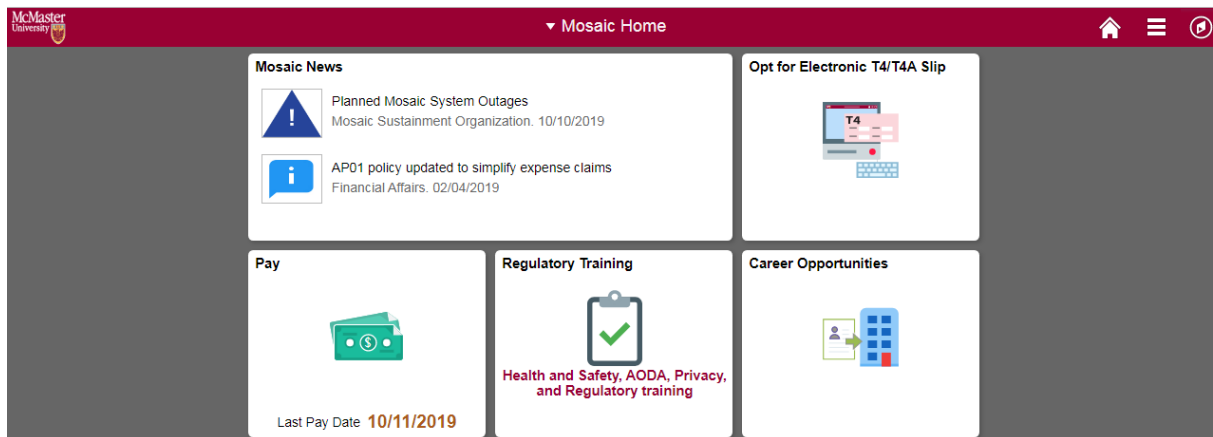 McMaster
University
Mosaic Home
Mosaic News
Planned Mosaic System Outages
Mosaic Sustainment Organization. 10/10/2019
AP01 policy updated to simplify expense claims
Financial Affairs. 02/04/2019
Opt for Electronic T4/T4A Slip
T4
Pay
Last Pay Date 10/11/2019
Regulatory Training
Health and Safety, AODA, Privacy,
and Regulatory training
Career Opportunities